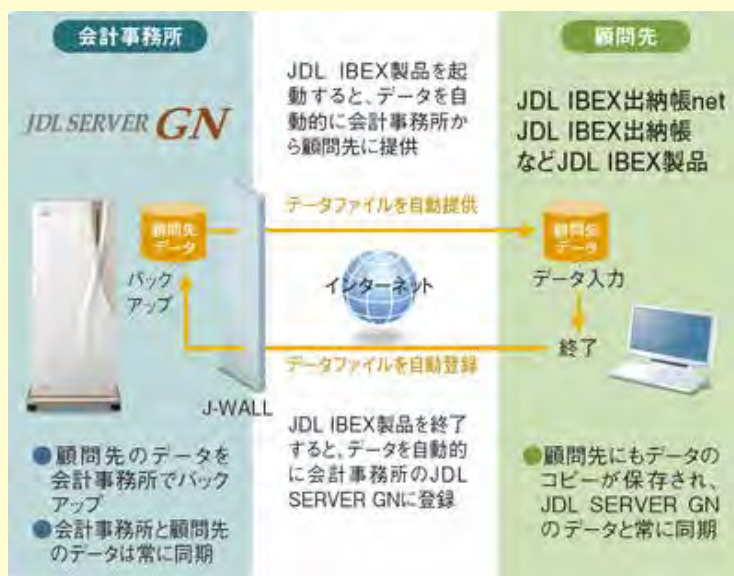 会計事務所
JDL SERVER GN
顧問先
データ
バック
アップ
J-WALL
●顧問先のデータを
会計事務所でバック
アップ
●会計事務所と顧問先
のデータは常に同期
JDL IBEX製品を起
動すると、データを自
動的に会計事務所か
ら顧問先に提供
データファイルを自動提供
インターネット
データファイルを自動登録
JDL IBEX製品を終了
すると、データを自動的
に会計事務所のJDL
SERVER GNに登録
顧問先
JDL IBEX出納帳net
JDL IBEX出納帳
などJDL IBEX製品
顧問先
データ
データ入力
終了
●顧問先にもデータの
コピーが保存され、
JDL SERVER GN
のデータと常に同期